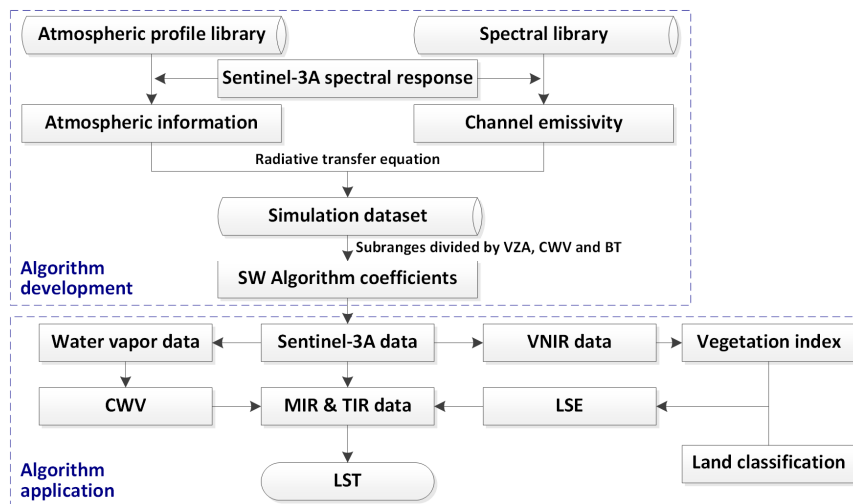 Atmospheric profile library
Spectral library
Sentinel-3A spectral response
Atmospheric information
Channel emissivity
Radiative transfer equation
Simulation dataset
Subranges divided by VZA, CWV and BT
Algorithm
development
SW Algorithm coefficients
Water vapor data
Sentinel-3A data
VNIR data
Vegetation index
CWV
MIR & TIR data
LSE
Land classification
Algorithm
application
LST